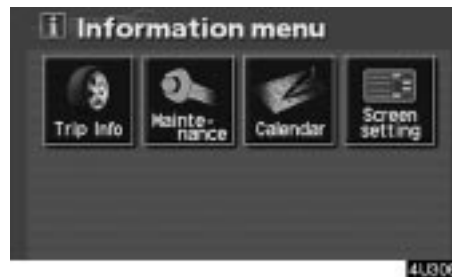 i Information menu
Trip Info
Mainte-
nance
Calendar
Screen
setting